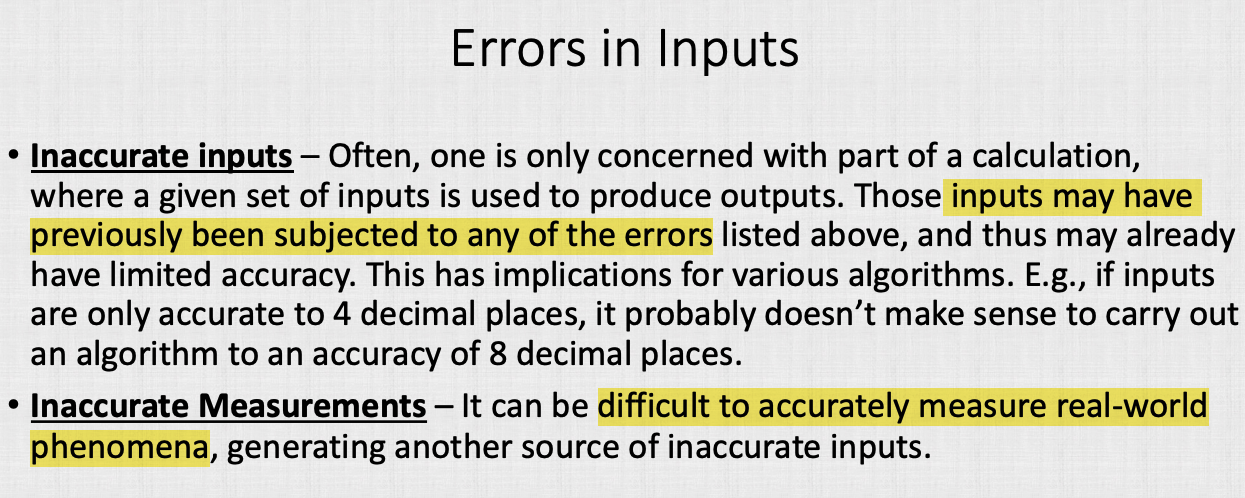 Errors in Inputs
• Inaccurate inputs – Often, one is only concerned with part of a calculation,
where a given set of inputs is used to produce outputs. Those inputs may have
previously been subjected to any of the errors listed above, and thus may already
have limited accuracy. This has implications for various algorithms. E.g., if inputs
are only accurate to 4 decimal places, it probably doesn’t make sense to carry out
an algorithm to an accuracy of 8 decimal places.
• Inaccurate Measurements – It can be difficult to accurately measure real-world
phenomena, generating another source of inaccurate inputs.